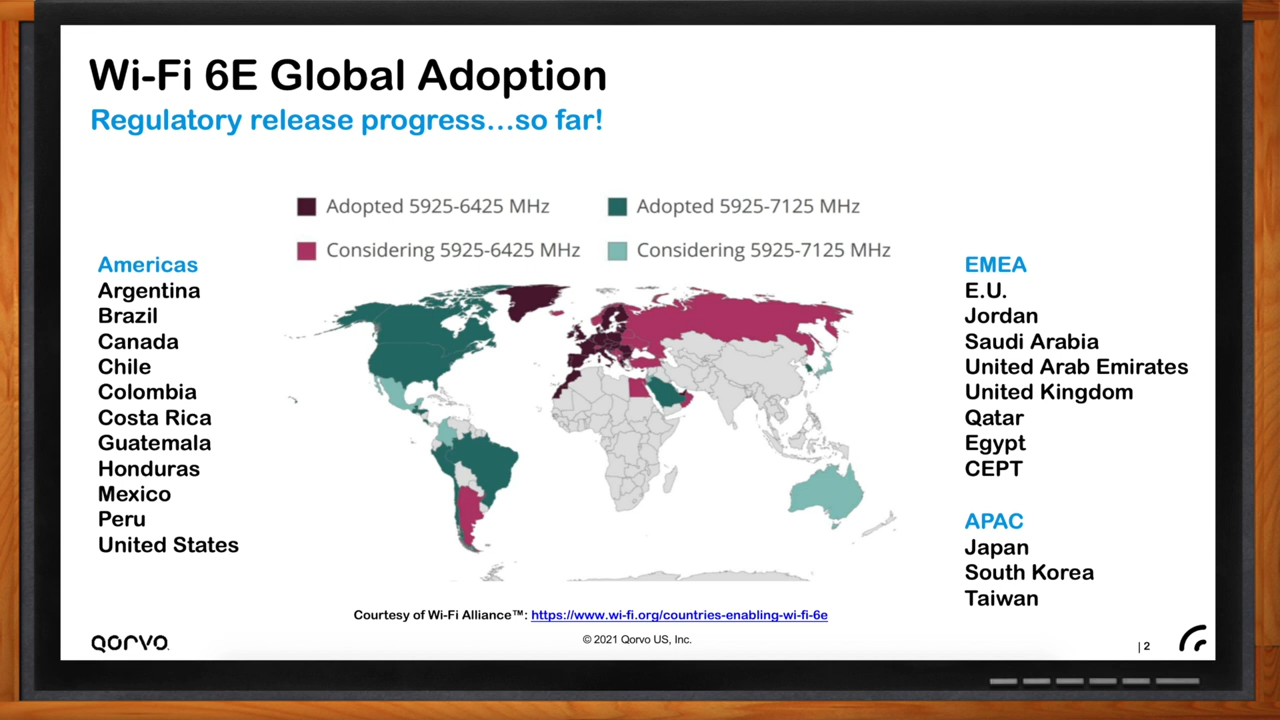 Wi-Fi 6E Global Adoption
Regulatory release progress...so far!
Adopted 5925-6425 MHz
Adopted 5925-7125 MHz
Considering 5925-6425 MHz
Considering 5925-7125 MHz
Americas
Argentina
Brazil
Canada
Chile
Colombia
Costa Rica
Guatemala
Honduras
Mexico
Peru
United States
EMEA
E.U.
Jordan
Saudi Arabia
United Arab Emirates
United Kingdom
Qatar
Egypt
CEPT
APAC
Japan
South Korea
Taiwan
Courtesy of Wi-Fi Alliance™: https://www.wi-fi.org/countries-enabling-wi-fi-6e
QORVO
© 2021 Qorvo US, Inc.
| 2